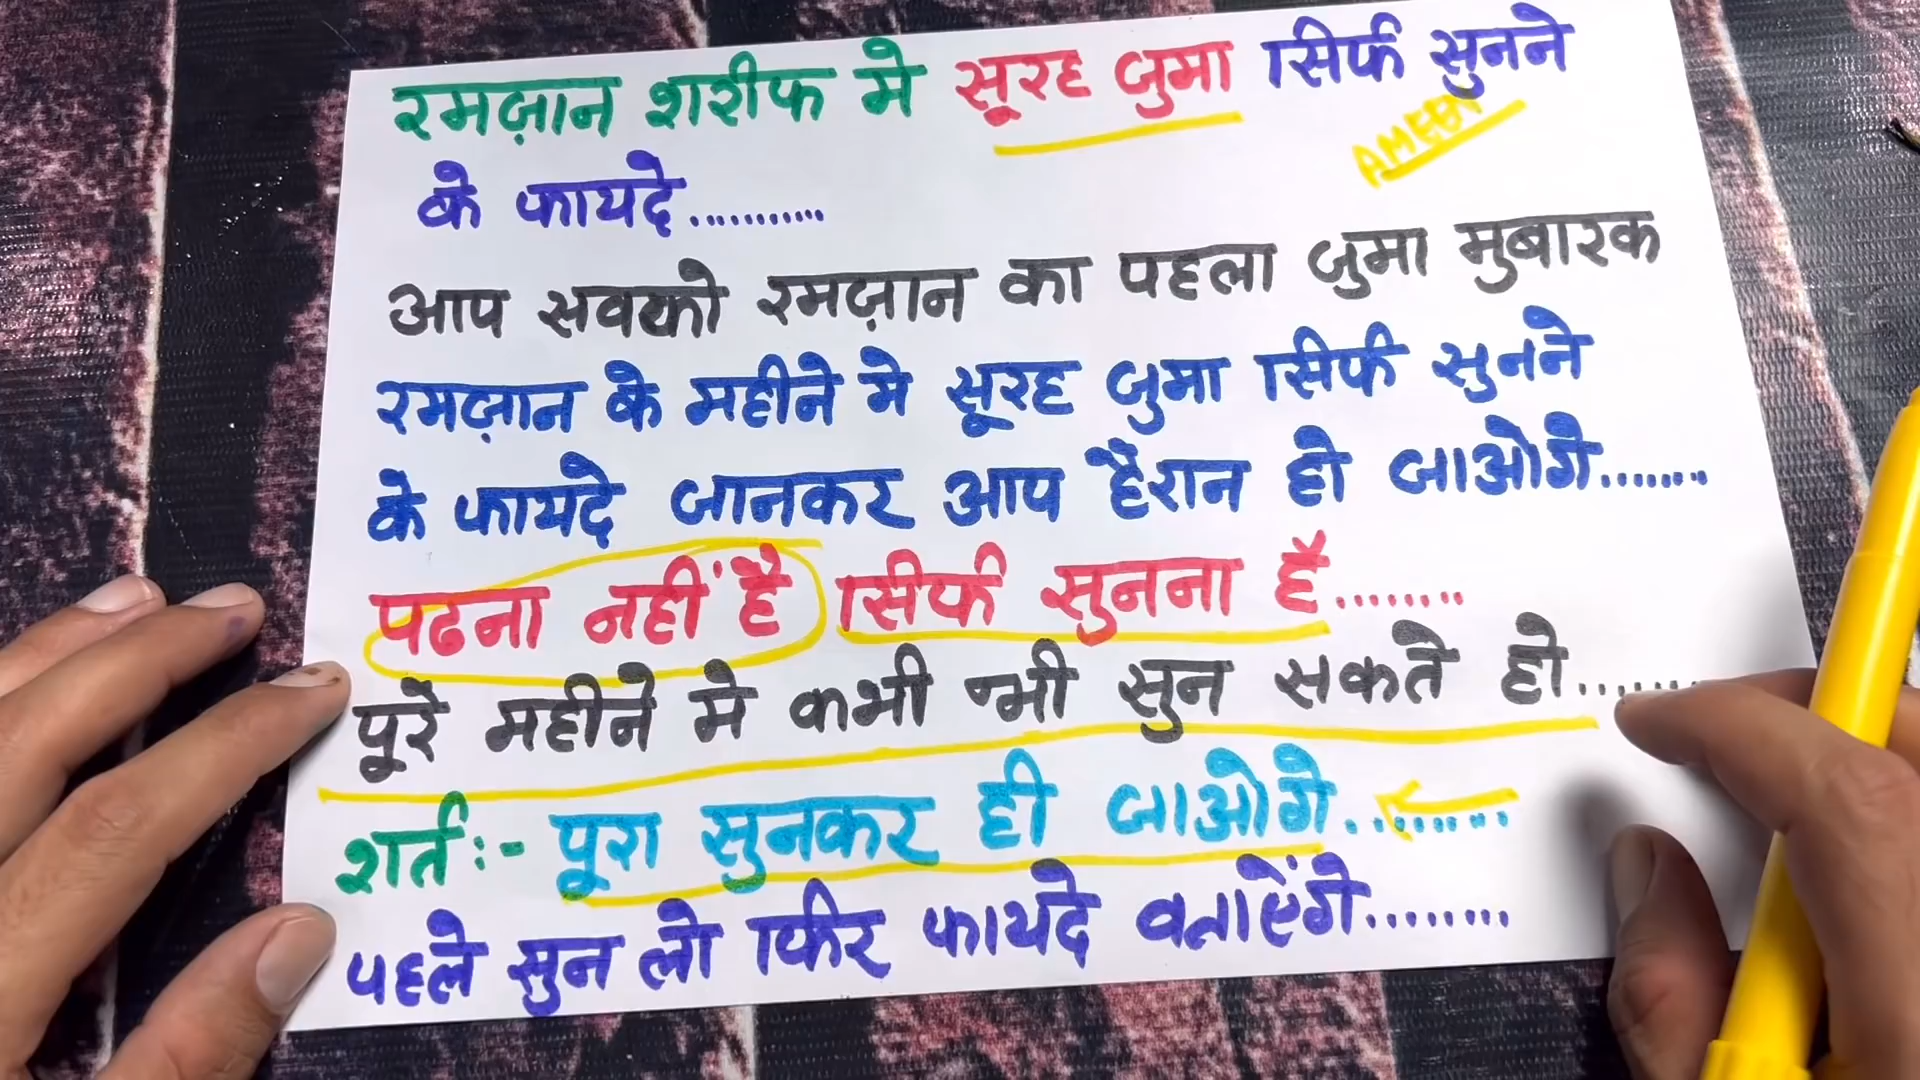 रमज़ान शरीफ मे सूरह जुमा सिर्फ सुनने
के फायदे..........
आप सबको रमज़ान का पहला जुमा मुबारक
रमज़ान के महीने मे सूरह जुमा सिर्फ सुनने
के फायदे जानकर आप हैरान हो जाओगे.......
पढना नहीं है सिर्फ सुनना है........
पूरे महीने मे कभी भी सुन सकते हो.......
शर्त:- पूरा सुनकर ही जाओगे.........
पहले सुन लो फिर फायदे बताऐंगे........